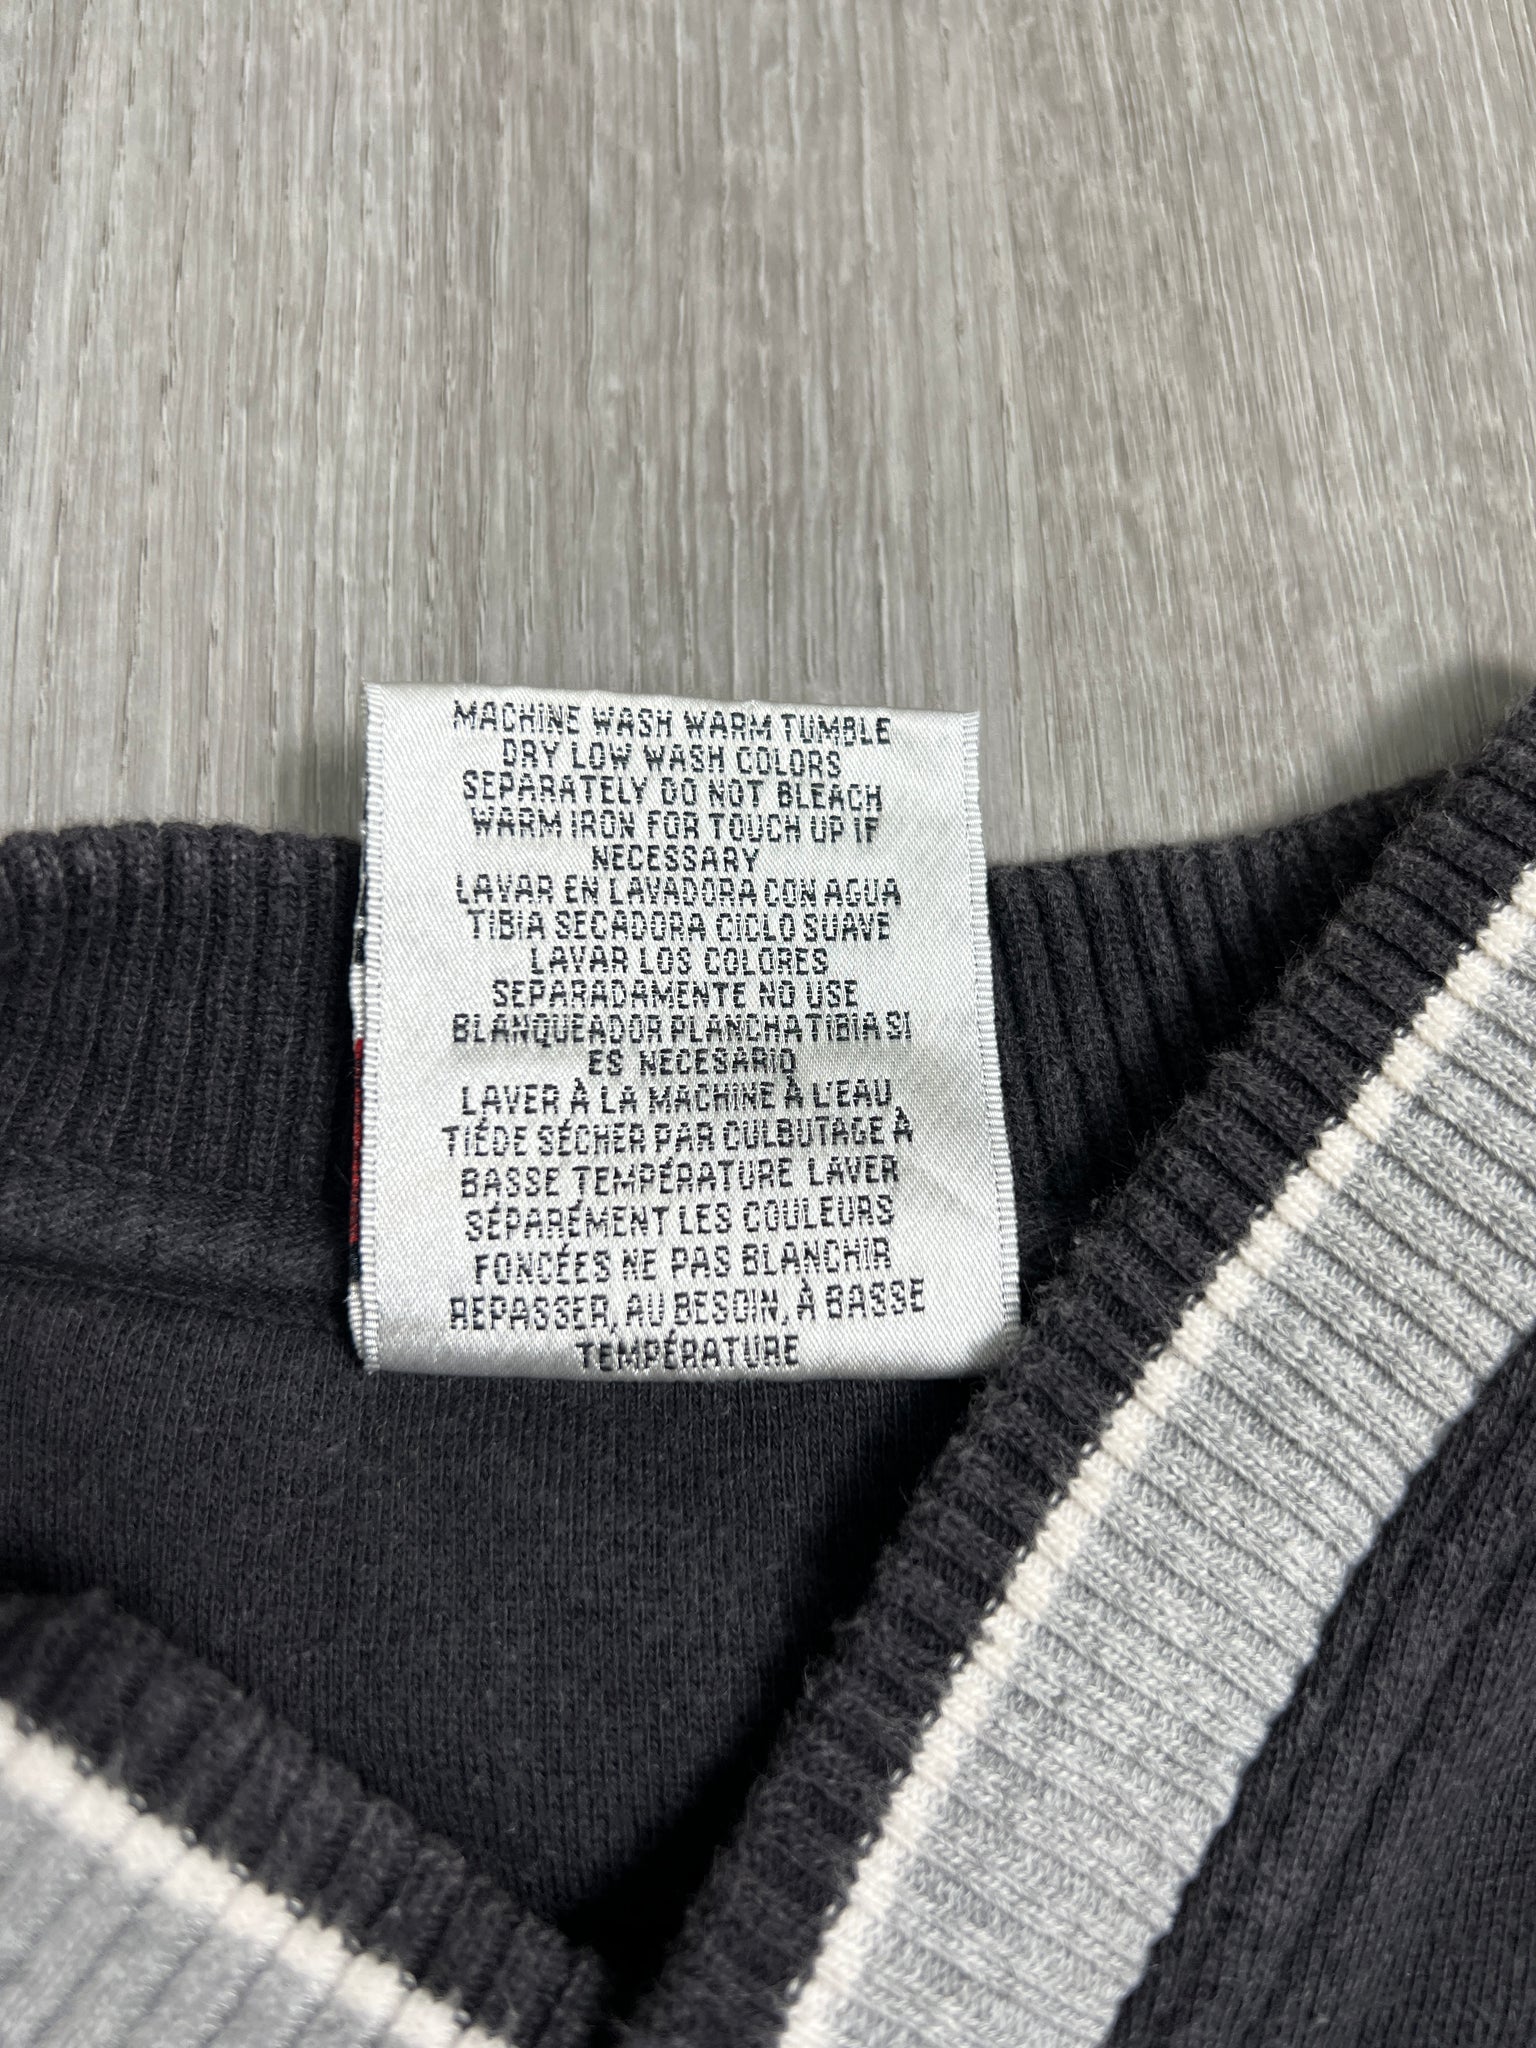 MACHINE WASH WARM TUMBLE
DRY LOW WASH COLORS
SEPARATELY DO NOT BLEACH
WARM IRON FOR TOUCH UP IF
NECESSARY
LAVAR EN LAVADORA CON AGUA
TIBIA SECADORA CICLO SUAVE
LAVAR LOS COLORES
SEPARADAMENTE NO USE
BLANQUEADOR PLANCHA TIBIA SI
ES NECESARIO
LAVER À LA MACHINE À L'EAU
TIÉDE SÉCHER PAR CULBUTAGE À
BASSE TEMPÉRATURE LAVER
SÉPARÉMENT LES COULEURS
FONCÉES NE PAS BLANCHIR
REPASSER, AU BESOIN, À BASSE
TEMPÉRATURE